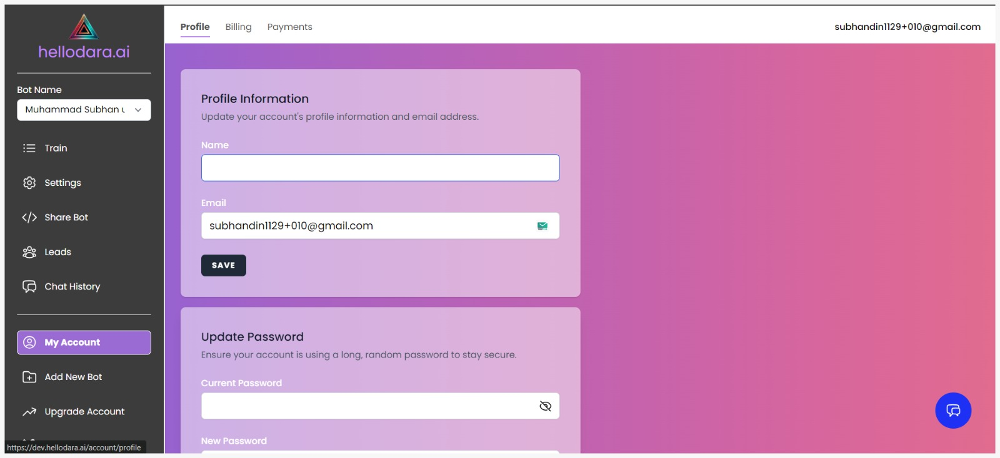 hellodara.ai
Bot Name
Muhammad Subhan
Train
Settings
Share Bot
Leads
Chat History
My Account
Add New Bot
Upgrade Account
https://dev.hellodara.ai/account/profile
Profile Billing Payments
subhandin1129+010@gmail.com
Profile Information
Update your account's profile information and email address.
Name
Email
subhandin1129+010@gmail.com
SAVE
Update Password
Ensure your account is using a long, random password to stay secure.
Current Password
New Password